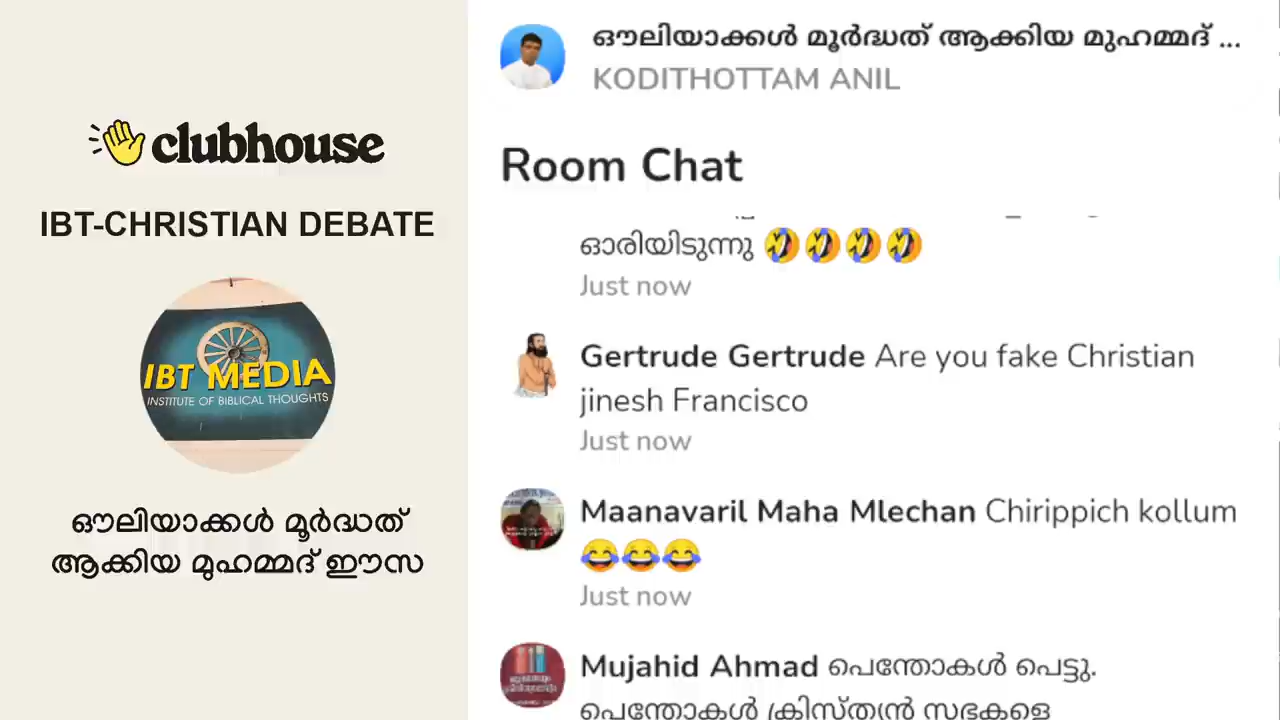 clubhouse
IBT-CHRISTIAN DEBATE
IBT MEDIA
INSTITUTE OF BIBLICAL THOUGHTS
ഔലിയാക്കൾ മൂർദ്ധത്
ആക്കിയ മുഹമ്മദ് ഈസ
ഔലിയാക്കൾ മൂർദ്ധത് ആക്കിയ മുഹമ്മദ് ...
KODITHOTTAM ANIL
Room Chat
ഓരിയിടുന്നു 🤣🤣🤣🤣
Just now
Gertrude Gertrude Are you fake Christian
jinesh Francisco
Just now
Maanavaril Maha Mlechan Chirippich kollum
😂😂😂
Just now
Mujahid Ahmad പെന്തോകൾ പെട്ടു.
പെന്തോകൾ ക്രിസ്ത്യൻ സഭകളെ